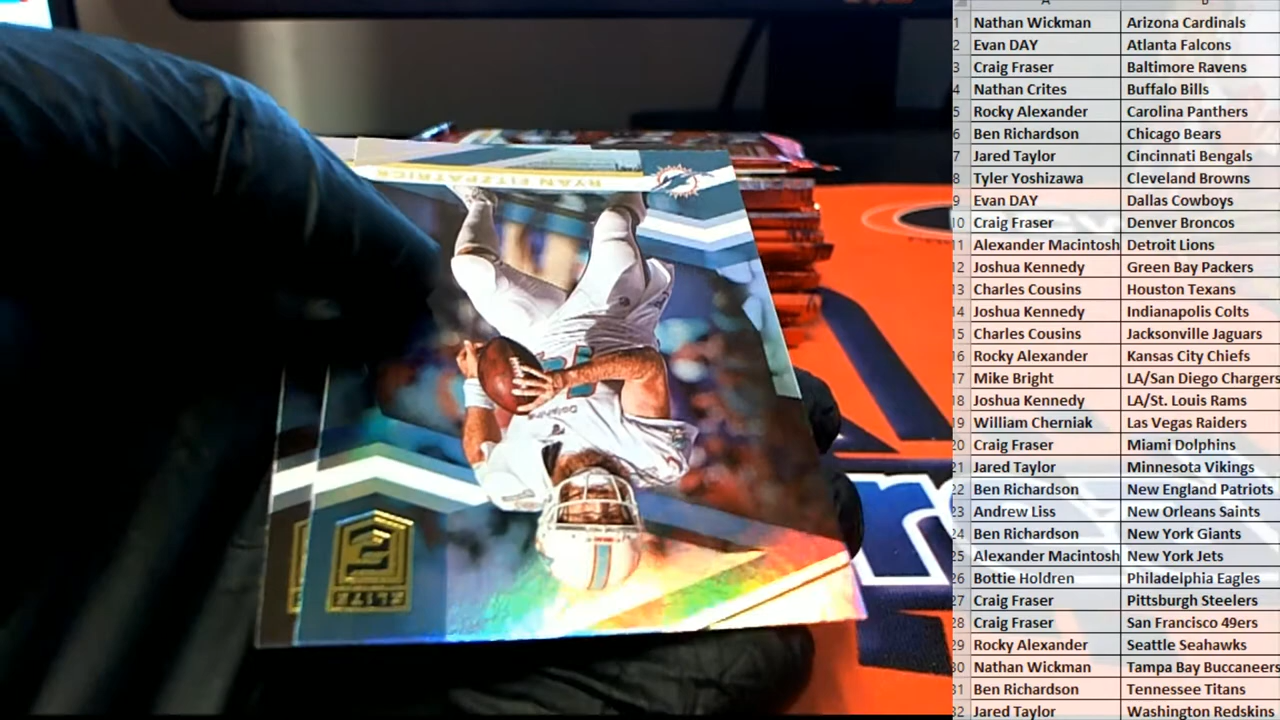 RYAN FITZPATRICK
Dolphins
ELITE
A B
1 Nathan Wickman Arizona Cardinals
2 Evan DAY Atlanta Falcons
3 Craig Fraser Baltimore Ravens
4 Nathan Crites Buffalo Bills
5 Rocky Alexander Carolina Panthers
6 Ben Richardson Chicago Bears
7 Jared Taylor Cincinnati Bengals
8 Tyler Yoshizawa Cleveland Browns
9 Evan DAY Dallas Cowboys
10 Craig Fraser Denver Broncos
11 Alexander Macintosh Detroit Lions
12 Joshua Kennedy Green Bay Packers
13 Charles Cousins Houston Texans
14 Joshua Kennedy Indianapolis Colts
15 Charles Cousins Jacksonville Jaguars
16 Rocky Alexander Kansas City Chiefs
17 Mike Bright LA/San Diego Chargers
18 Joshua Kennedy LA/St. Louis Rams
19 William Cherniak Las Vegas Raiders
20 Craig Fraser Miami Dolphins
21 Jared Taylor Minnesota Vikings
22 Ben Richardson New England Patriots
23 Andrew Liss New Orleans Saints
24 Ben Richardson New York Giants
25 Alexander Macintosh New York Jets
26 Bottie Holdren Philadelphia Eagles
27 Craig Fraser Pittsburgh Steelers
28 Craig Fraser San Francisco 49ers
29 Rocky Alexander Seattle Seahawks
30 Nathan Wickman Tampa Bay Buccaneers
31 Ben Richardson Tennessee Titans
32 Jared Taylor Washington Redskins